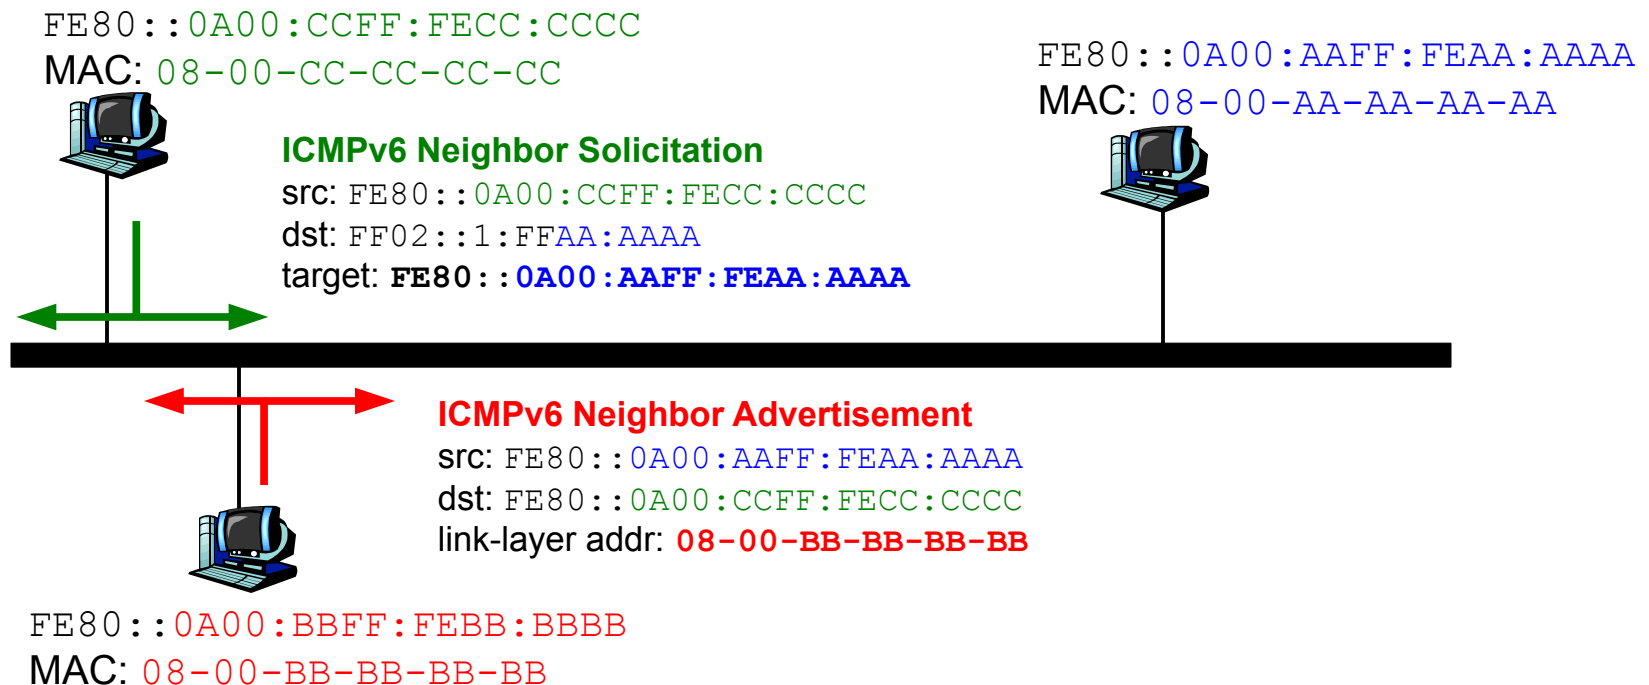 FE80::0A00:CCFF:FECC:CCCC
MAC: 08-00-CC-CC-CC-CC
FE80::0A00:AAFF:FEAA:AAAA
MAC: 08-00-AA-AA-AA-AA
ICMPv6 Neighbor Solicitation
src: FE80::0A00:CCFF:FECC:CCCC
dst: FF02::1:FFAA:AAAA
target: FE80::0A00:AAFF:FEAA:AAAA
ICMPv6 Neighbor Advertisement
src: FE80::0A00:AAFF:FEAA:AAAA
dst: FE80::0A00:CCFF:FECC:CCCC
link-layer addr: 08-00-BB-BB-BB-BB
FE80::0A00:BBFF:FEBB:BBBB
MAC: 08-00-BB-BB-BB-BB